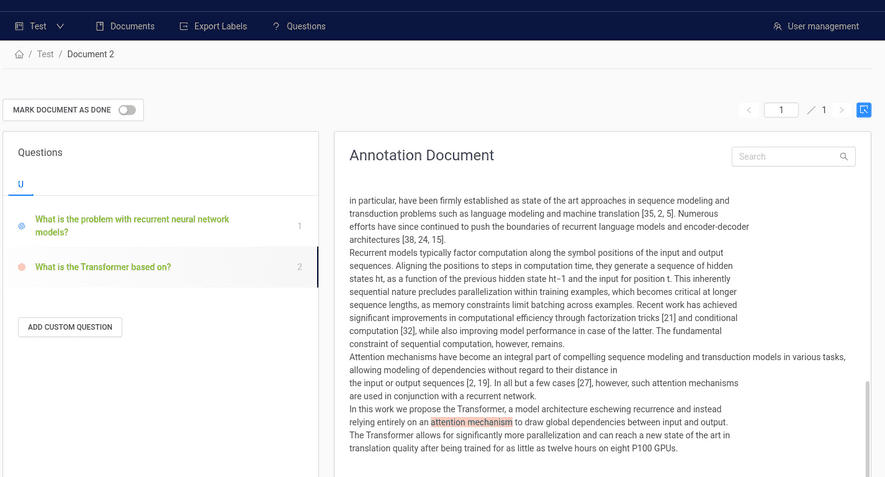 Test Documents Export Labels Questions User management
/ Test / Document 2
MARK DOCUMENT AS DONE
1 / 1
Questions
U
What is the problem with recurrent neural network
models?
1
What is the Transformer based on?
2
ADD CUSTOM QUESTION
Annotation Document
Search
in particular, have been firmly established as state of the art approaches in sequence modeling and
transduction problems such as language modeling and machine translation [35, 2, 5]. Numerous
efforts have since continued to push the boundaries of recurrent language models and encoder-decoder
architectures [38, 24, 15].
Recurrent models typically factor computation along the symbol positions of the input and output
sequences. Aligning the positions to steps in computation time, they generate a sequence of hidden
states ht, as a function of the previous hidden state ht−1 and the input for position t. This inherently
sequential nature precludes parallelization within training examples, which becomes critical at longer
sequence lengths, as memory constraints limit batching across examples. Recent work has achieved
significant improvements in computational efficiency through factorization tricks [21] and conditional
computation [32], while also improving model performance in case of the latter. The fundamental
constraint of sequential computation, however, remains.
Attention mechanisms have become an integral part of compelling sequence modeling and transduction models in various tasks,
allowing modeling of dependencies without regard to their distance in
the input or output sequences [2, 19]. In all but a few cases [27], however, such attention mechanisms
are used in conjunction with a recurrent network.
In this work we propose the Transformer, a model architecture eschewing recurrence and instead
relying entirely on an attention mechanism to draw global dependencies between input and output.
The Transformer allows for significantly more parallelization and can reach a new state of the art in
translation quality after being trained for as little as twelve hours on eight P100 GPUs.